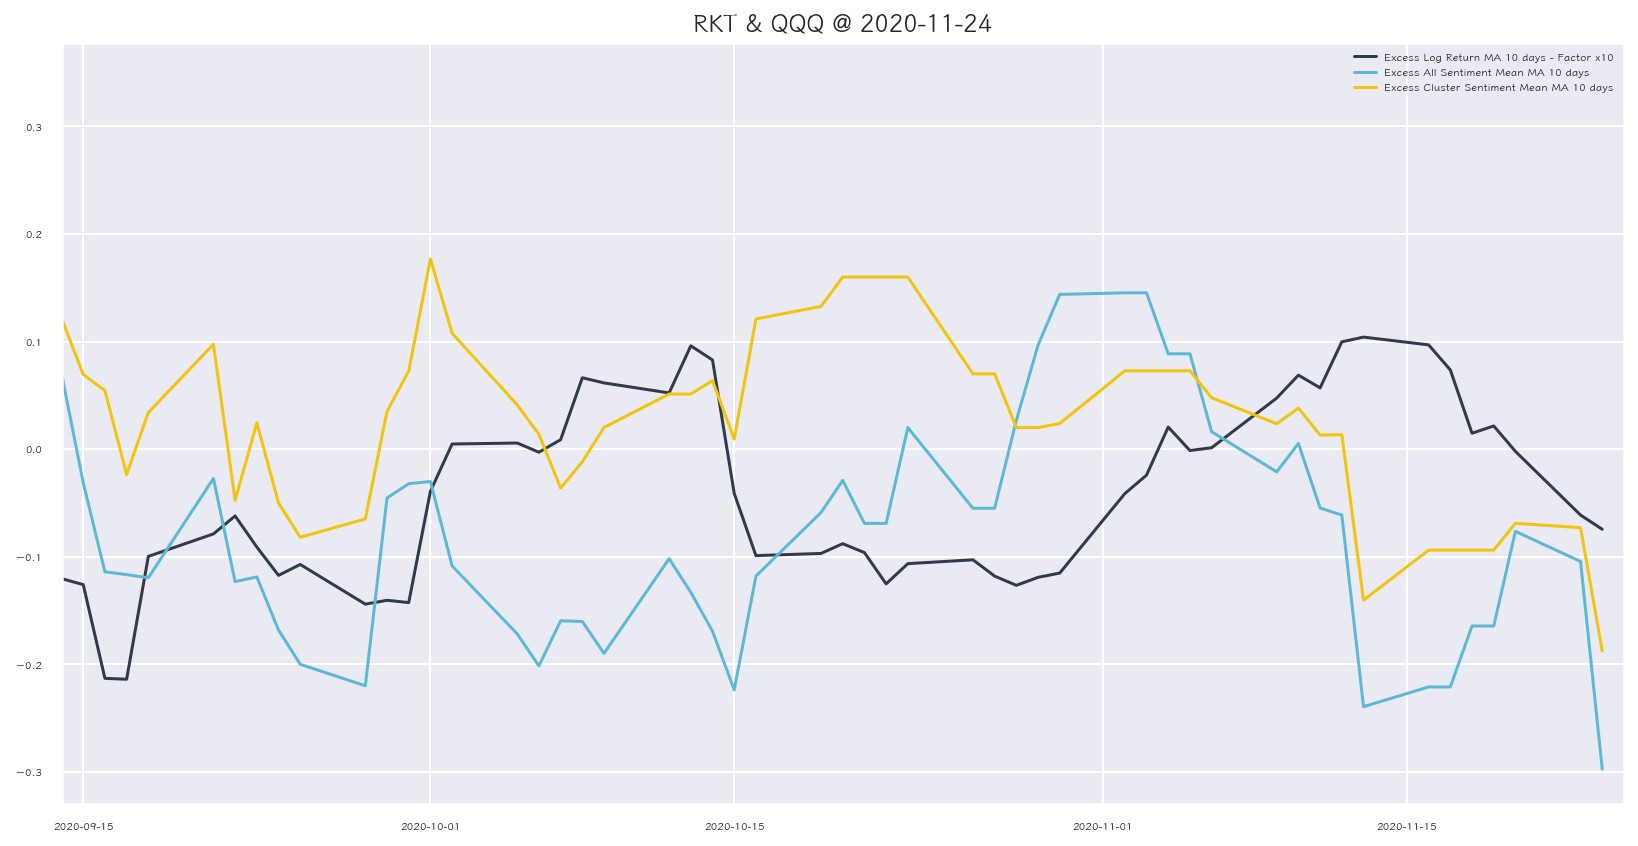 RKT & QQQ @ 2020-11-24
Excess Log Return MA 10 days - Factor x10
Excess All Sentiment Mean MA 10 days
Excess Cluster Sentiment Mean MA 10 days
0.3
0.2
0.1
0.0
−0.1
−0.2
−0.3
2020-09-15 2020-10-01 2020-10-15 2020-11-01 2020-11-15